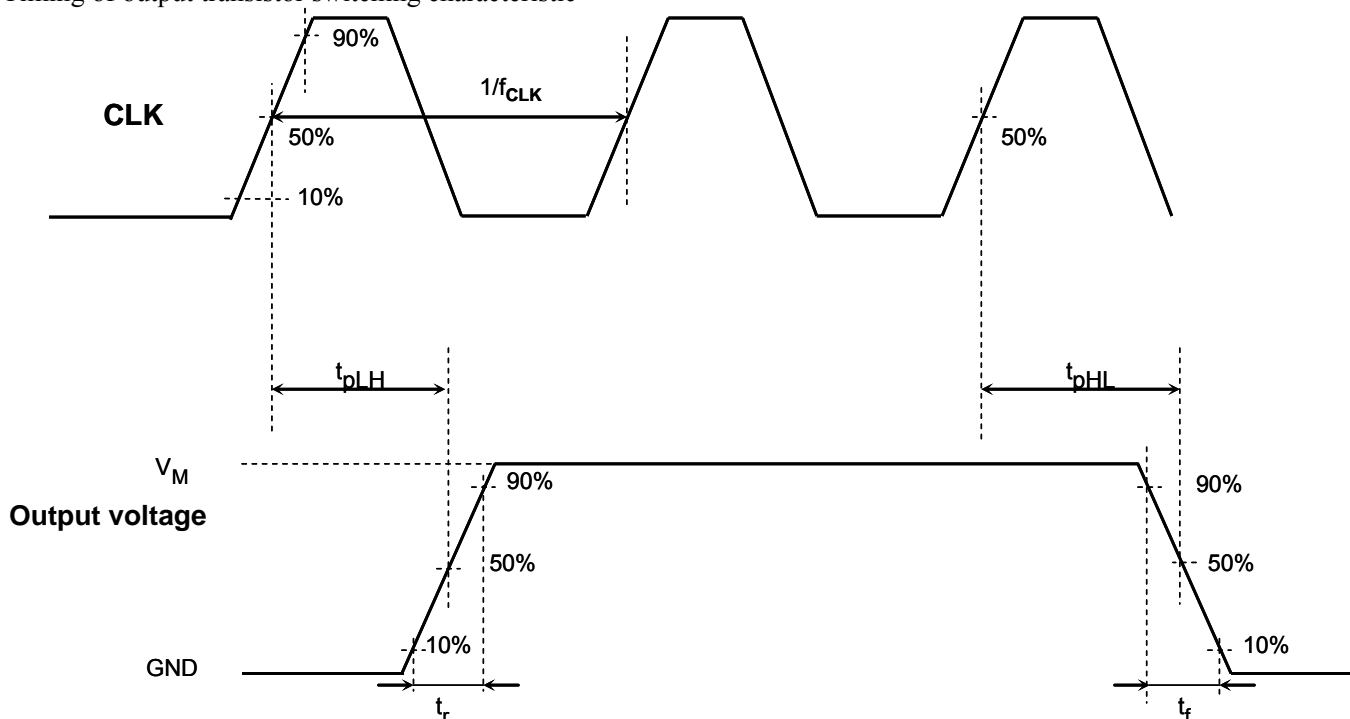 Timing of output transistor switching characteristic
90%
1/fCLK
CLK
50%
50%
10%
tpLH
tpHL
VM
90%
90%
Output voltage
50%
50%
10%
10%
GND
tr
tf